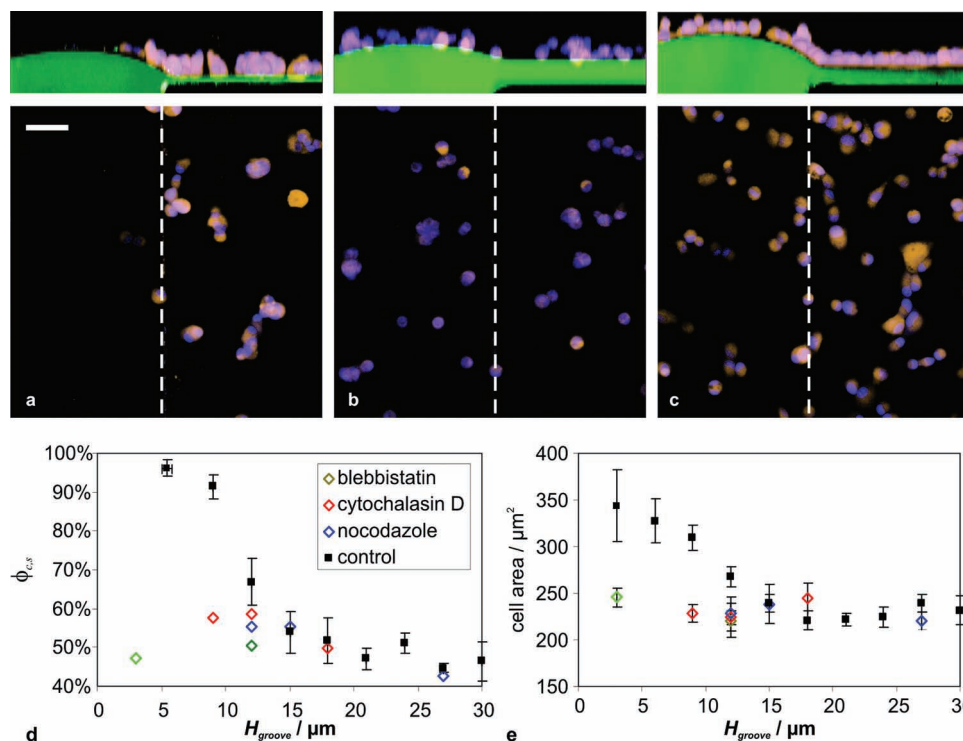 a
b
c
100%
90%
80%
70%
60%
50%
40%
ϕc,s
blebbistatin
cytochalasin D
nocodazole
control
0 5 10 15 20 25 30
d
Hgroove / µm
400
350
300
250
200
150
cell area / µm²
0 5 10 15 20 25 30
e
Hgroove / µm